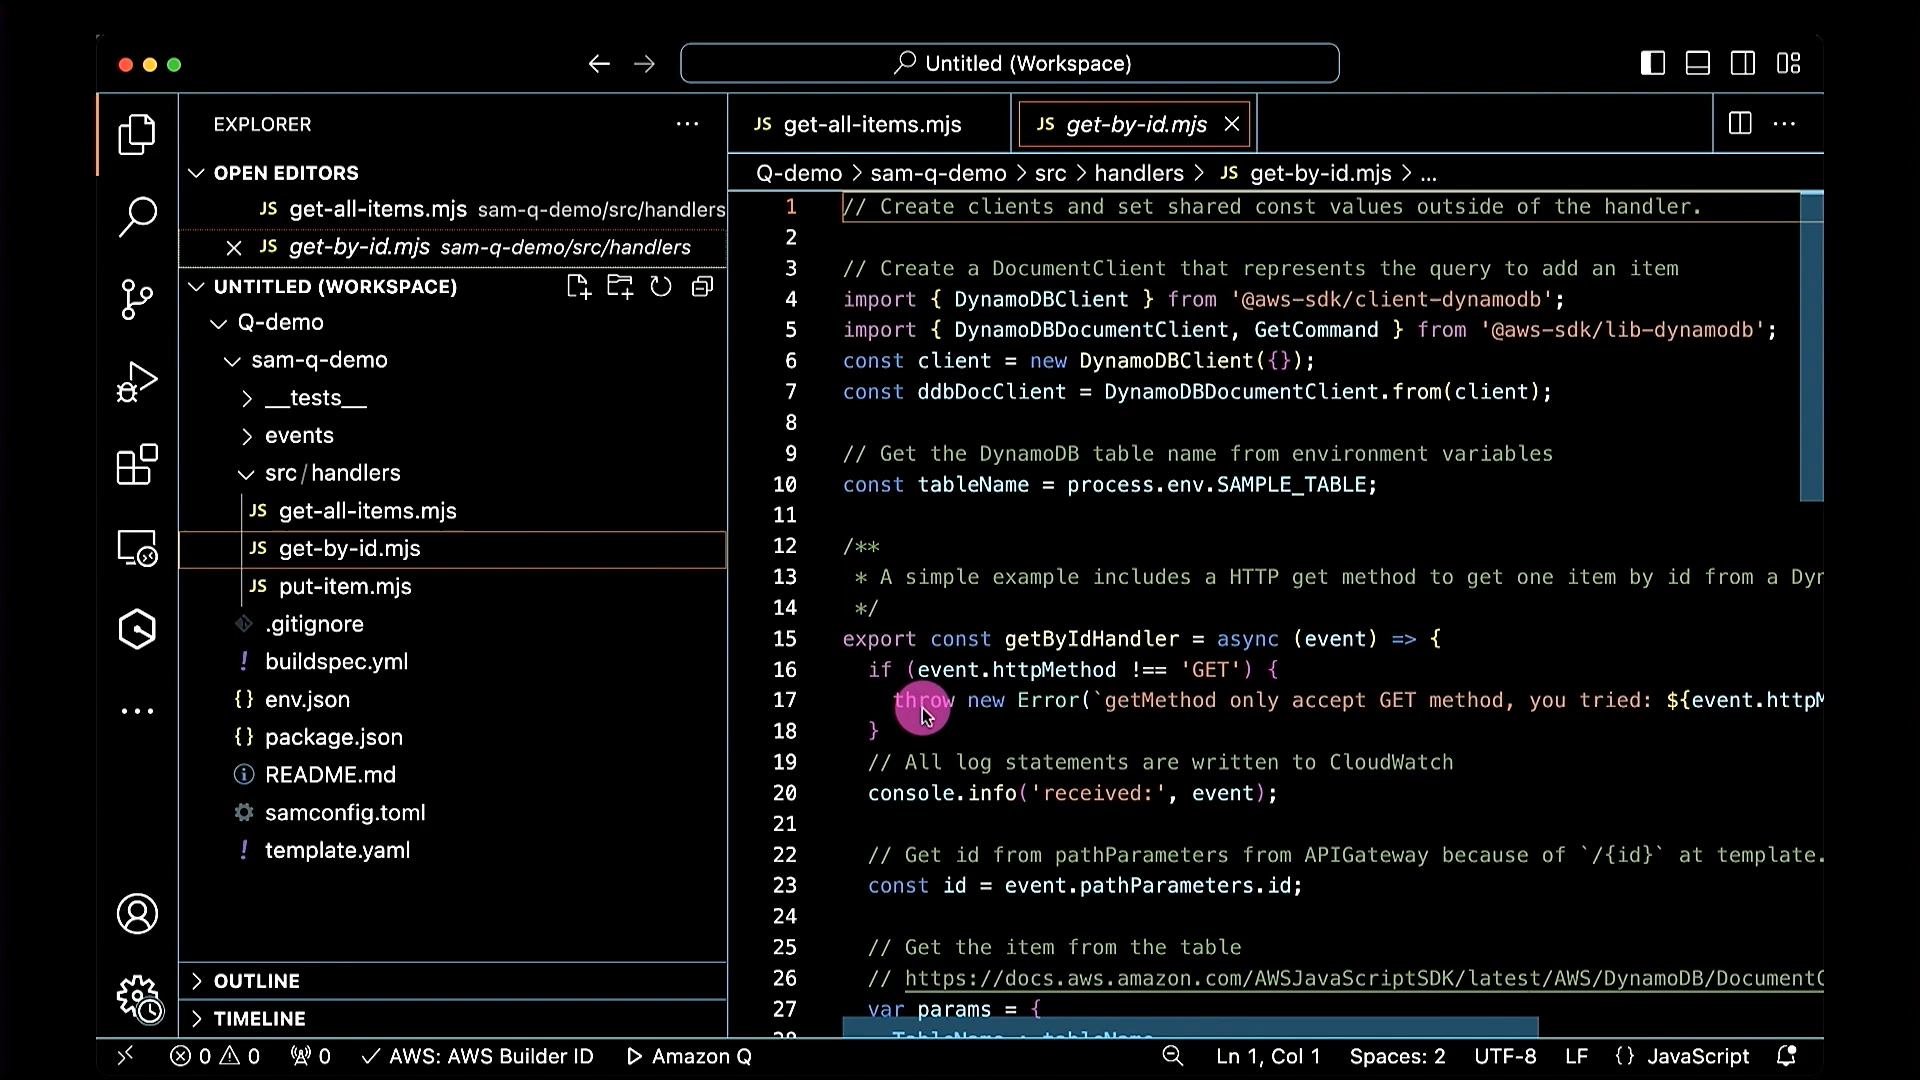 Untitled (Workspace)
EXPLORER
OPEN EDITORS
JS get-all-items.mjs sam-q-demo/src/handlers
JS get-by-id.mjs sam-q-demo/src/handlers
UNTITLED (WORKSPACE)
Q-demo
sam-q-demo
__tests__
events
src/handlers
JS get-all-items.mjs
JS get-by-id.mjs
JS put-item.mjs
.gitignore
! buildspec.yml
{} env.json
{} package.json
README.md
samconfig.toml
! template.yaml
OUTLINE
TIMELINE
JS get-all-items.mjs JS get-by-id.mjs
Q-demo > sam-q-demo > src > handlers > JS get-by-id.mjs > ...
1 // Create clients and set shared const values outside of the handler.
2
3 // Create a DocumentClient that represents the query to add an item
4 import { DynamoDBClient } from '@aws-sdk/client-dynamodb';
5 import { DynamoDBDocumentClient, GetCommand } from '@aws-sdk/lib-dynamodb';
6 const client = new DynamoDBClient({});
7 const ddbDocClient = DynamoDBDocumentClient.from(client);
8
9 // Get the DynamoDB table name from environment variables
10 const tableName = process.env.SAMPLE_TABLE;
11
12 /**
13 * A simple example includes a HTTP get method to get one item by id from a Dyn
14 */
15 export const getByIdHandler = async (event) => {
16 if (event.httpMethod !== 'GET') {
17 throw new Error(`getMethod only accept GET method, you tried: ${event.httpM
18 }
19 // All log statements are written to CloudWatch
20 console.info('received:', event);
21
22 // Get id from pathParameters from APIGateway because of `/{id}` at template.
23 const id = event.pathParameters.id;
24
25 // Get the item from the table
26 // https://docs.aws.amazon.com/AWSJavaScriptSDK/latest/AWS/DynamoDB/DocumentC
27 var params = {
28 TableName : tableName
0 0 0 AWS: AWS Builder ID Amazon Q Ln 1, Col 1 Spaces: 2 UTF-8 LF {} JavaScript